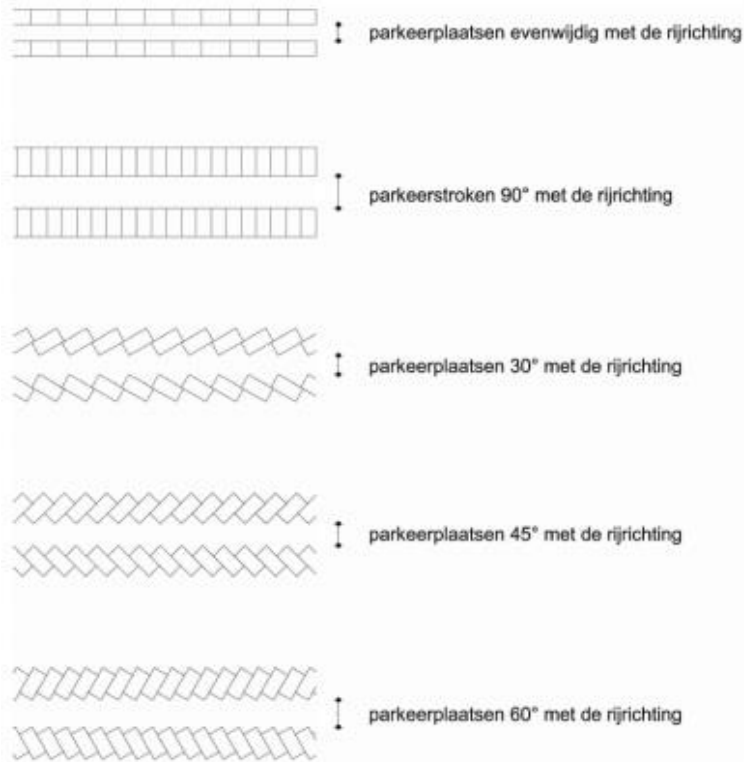 parkeerplaatsen evenwijdig met de rijrichting
parkeerstroken 90° met de rijrichting
parkeerplaatsen 30° met de rijrichting
parkeerplaatsen 45° met de rijrichting
parkeerplaatsen 60° met de rijrichting